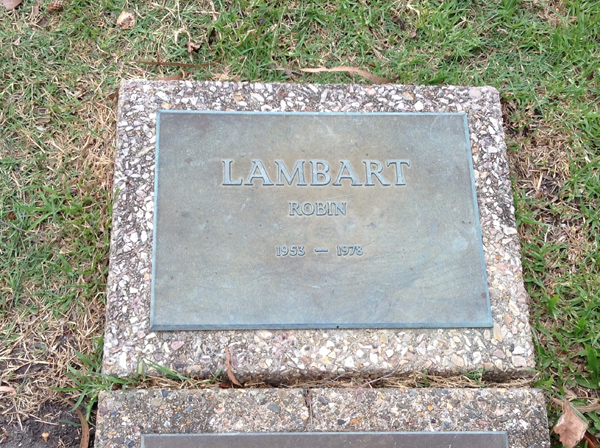 LAMBART
ROBIN
1953 — 1978